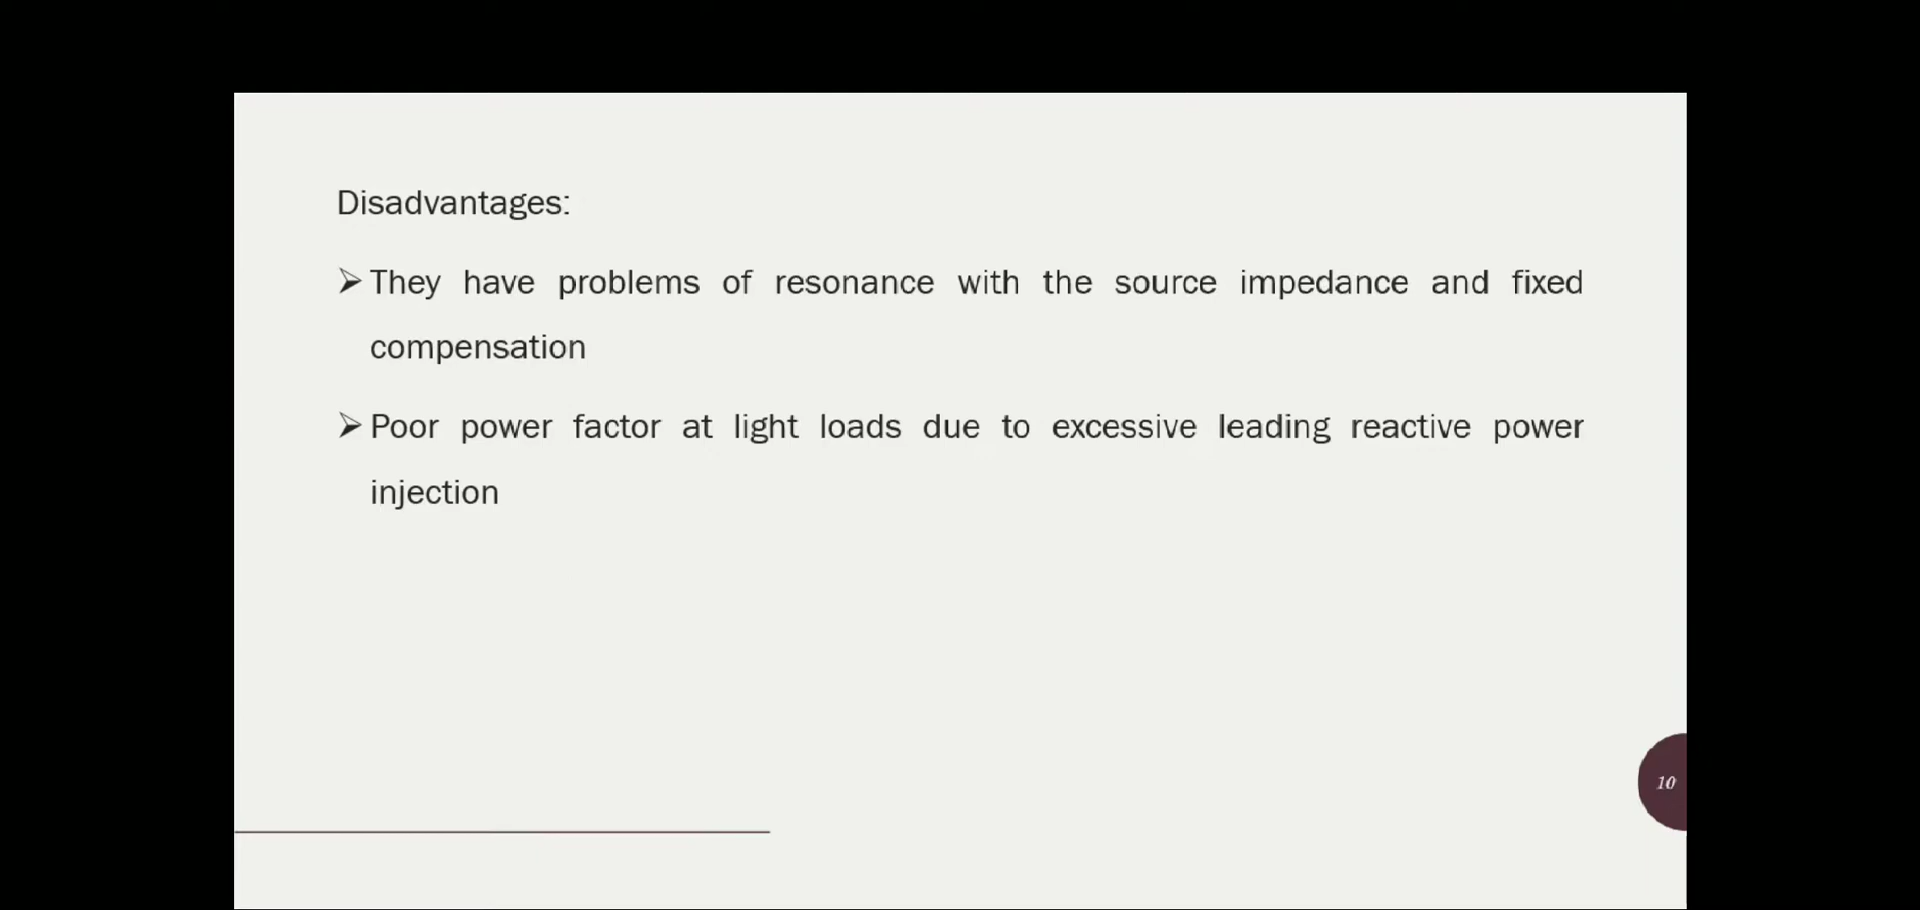 Disadvantages:
➢ They have problems of resonance with the source impedance and fixed
compensation
➢ Poor power factor at light loads due to excessive leading reactive power
injection
10